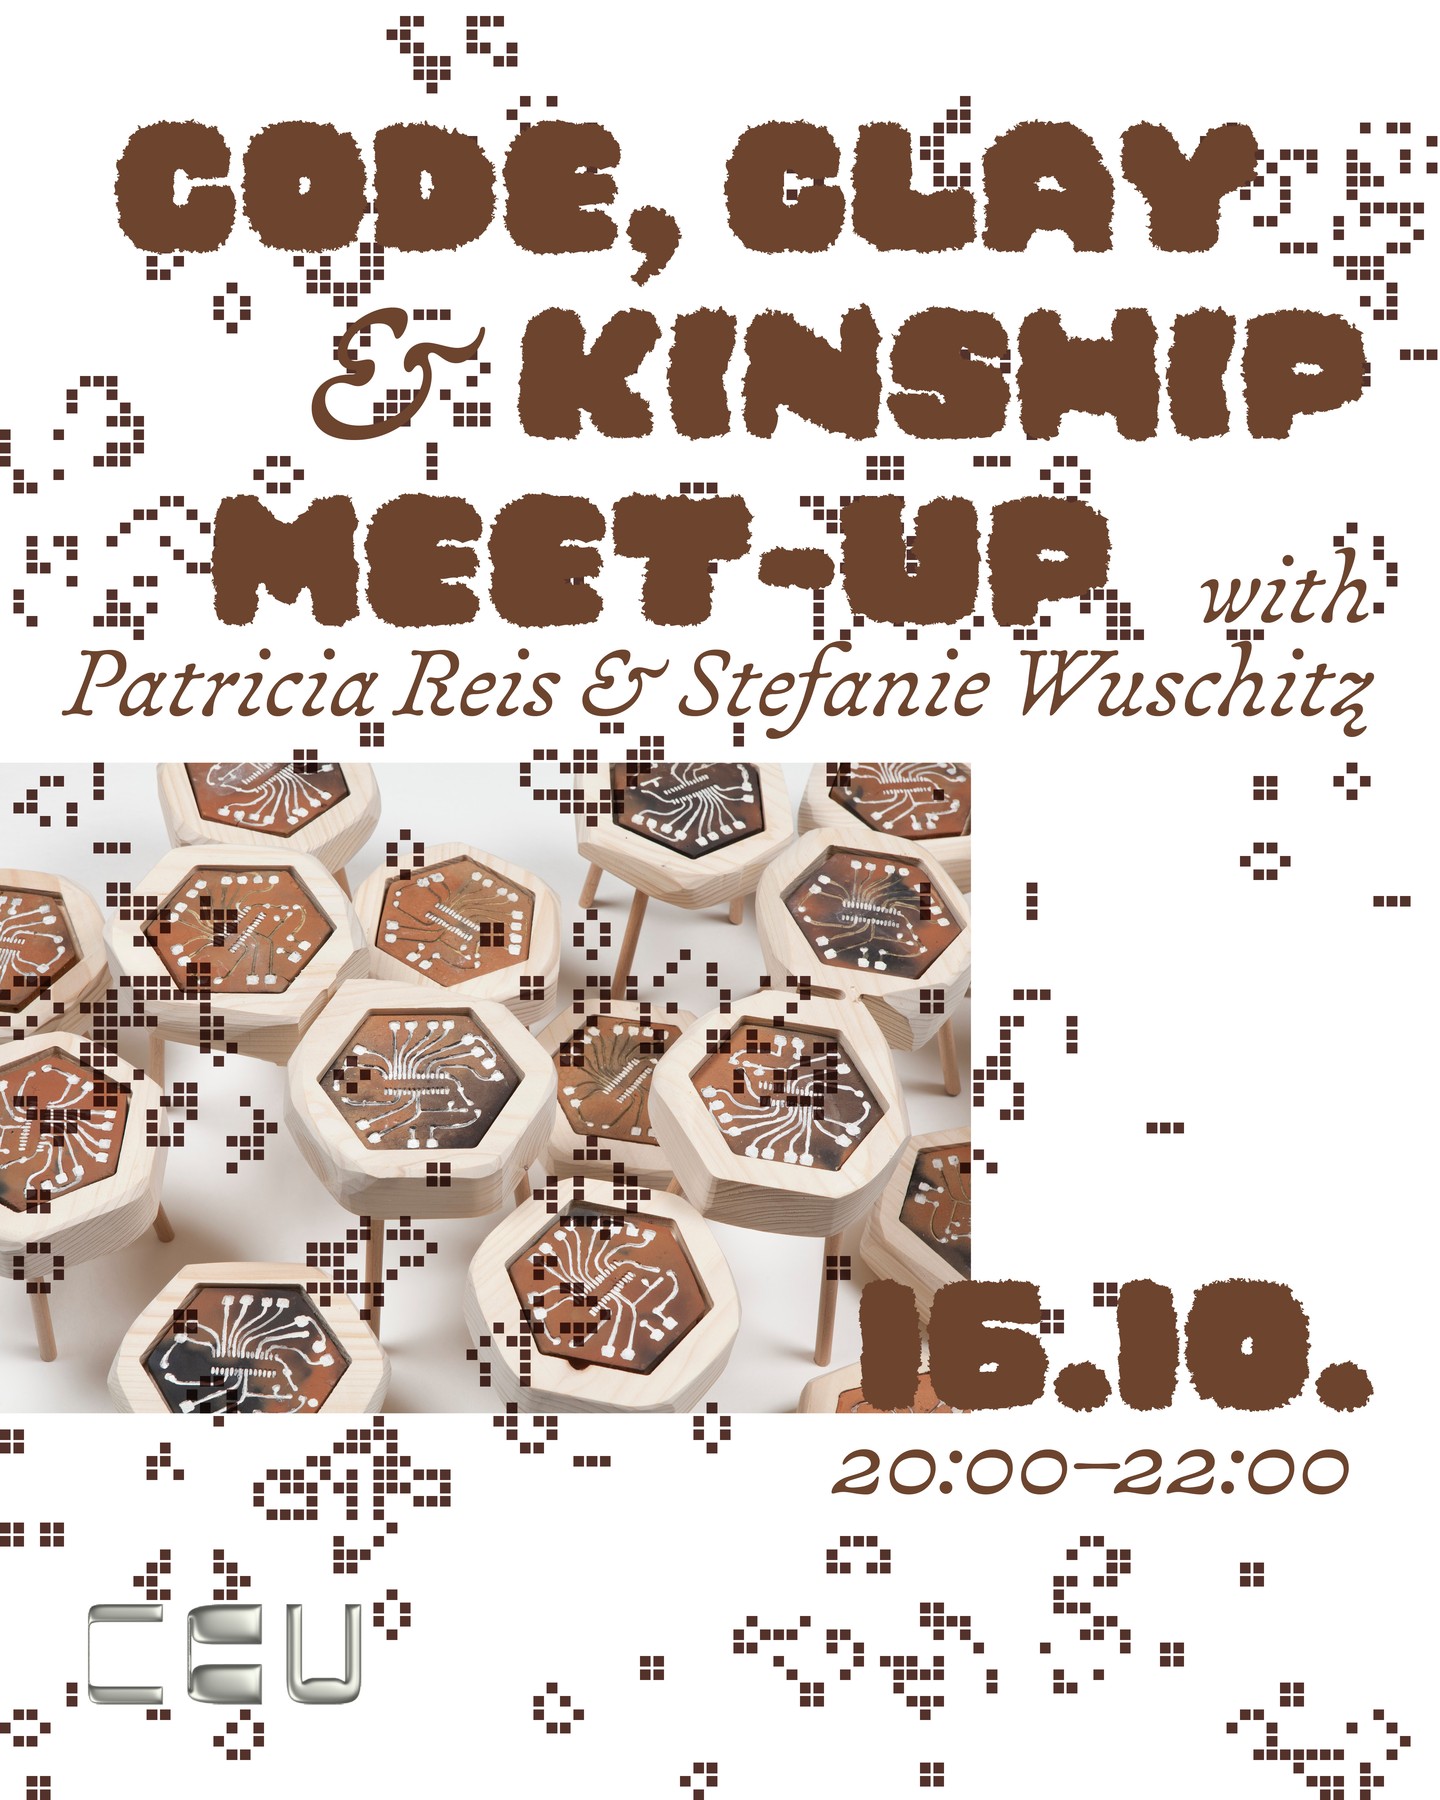 CODE, CLAY
& KINSHIP
MEET-UP with
Patricia Reis & Stefanie Wuschitz
16.10.
20:00–22:00
CEU